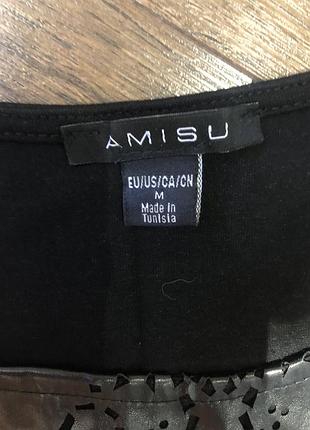 AMISU
EU/US/CA/CN
M
Made in
Tunisia